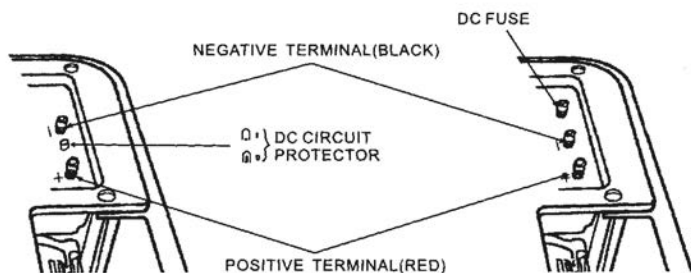 DC FUSE
NEGATIVE TERMINAL(BLACK)
DC CIRCUIT
PROTECTOR
POSITIVE TERMINAL(RED)